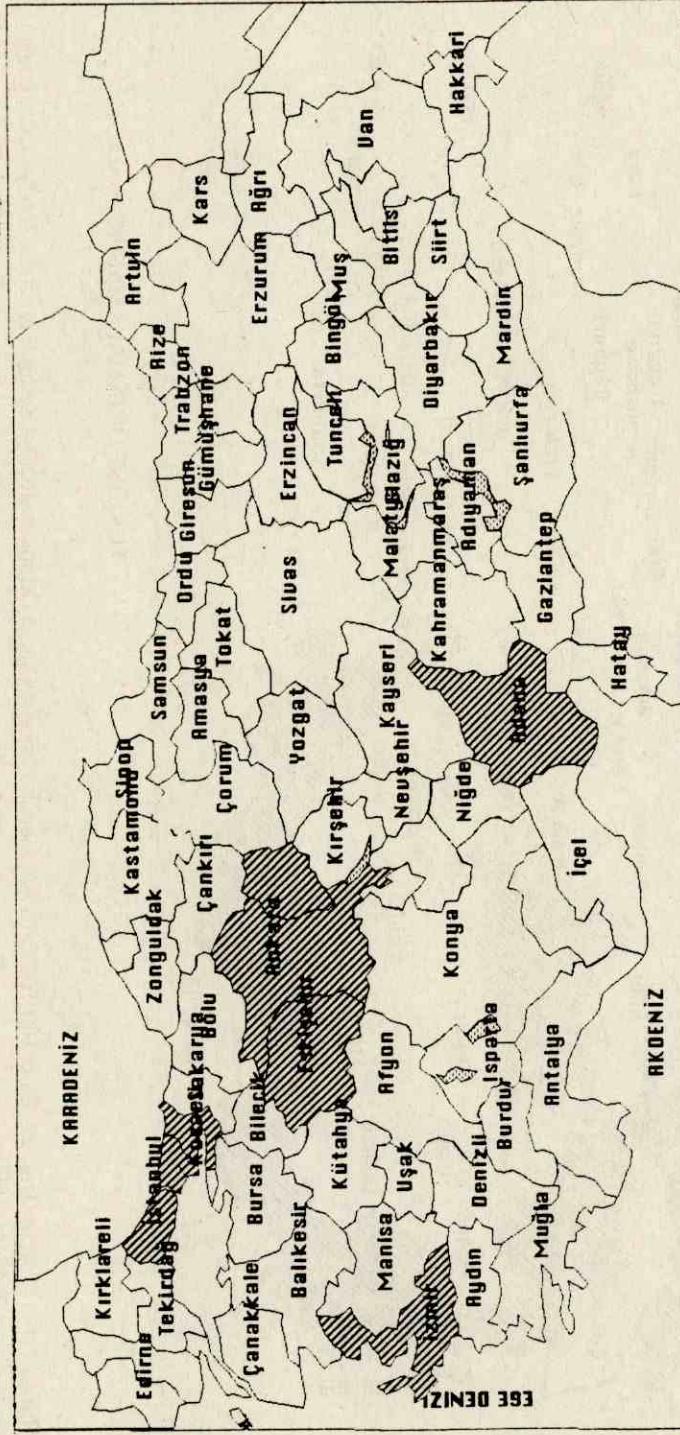 KARADENİZ
Kırklareli
Edirne
Tekirdağ
İstanbul
Kocaeli
Sakarya
Bolu
Zonguldak
Kastamonu
Sinop
Samsun
Ordu
Giresun
Trabzon
Rize
Artvin
Kars
Çanakkale
Bursa
Bilecik
Çankırı
Çorum
Amasya
Tokat
Gümüşhane
Erzurum
Ağrı
Balıkesir
Kütahya
Eskişehir
Ankara
Yozgat
Sivas
Erzincan
Tunceli
Bingöl
Muş
Van
Manisa
Uşak
Afyon
Kırşehir
Nevşehir
Kayseri
Malatya
Elazığ
Bitlis
Siirt
Hakkari
EGE DENİZİ
İzmir
Aydın
Denizli
Burdur
Isparta
Konya
Niğde
Kahramanmaraş
Adıyaman
Diyarbakır
Mardin
Muğla
Antalya
İçel
Adana
Gaziantep
Şanlıurfa
Hatay
AKDENİZ